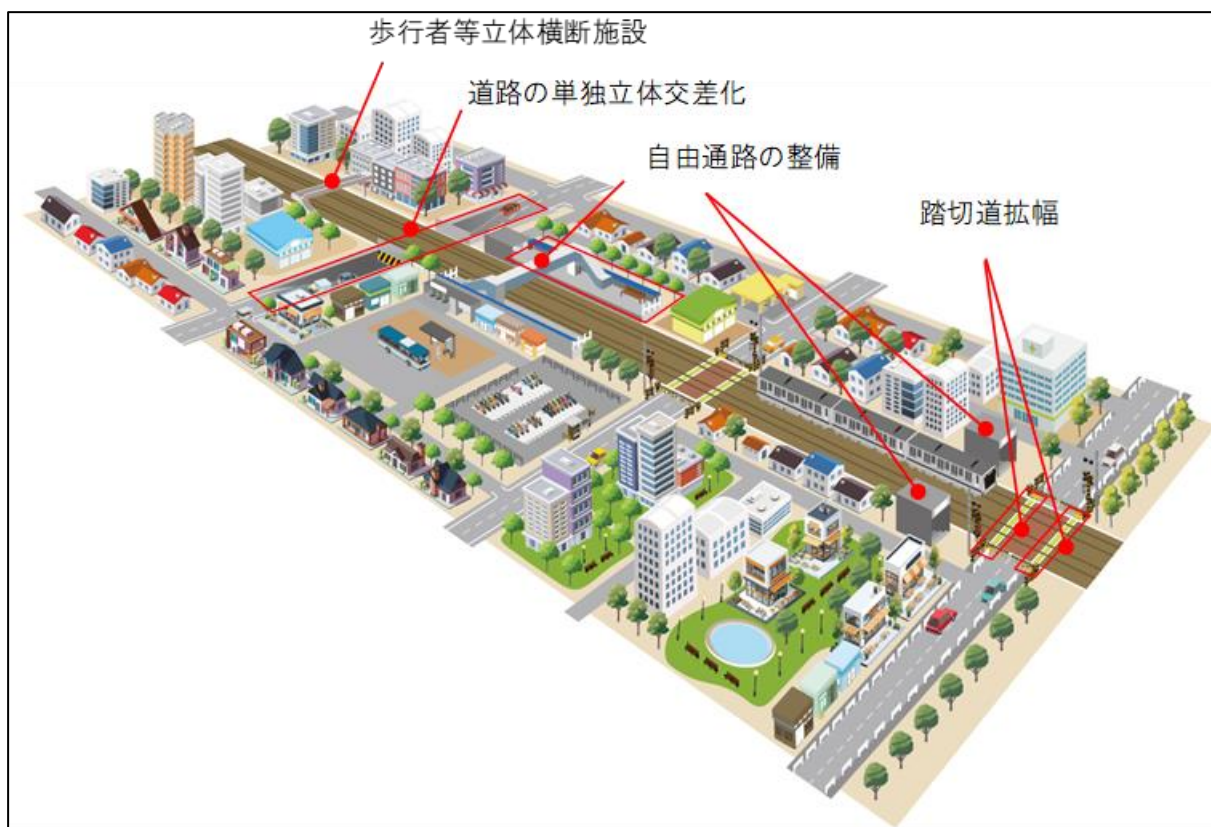 歩行者等立体横断施設
道路の単独立体交差化
自由通路の整備
踏切道拡幅